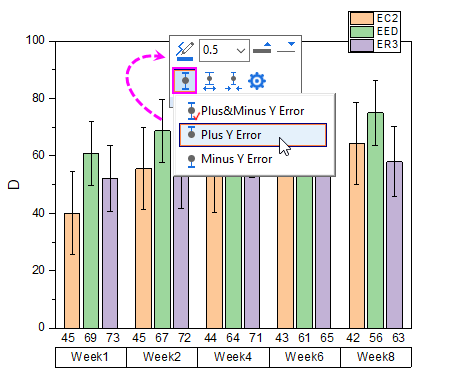 EC2
EED
ER3
0.5
Plus&Minus Y Error
Plus Y Error
Minus Y Error
D
100
80
60
40
20
0
45 69 73 45 67 72 44 64 71 43 61 65 42 56 63
Week1 Week2 Week4 Week6 Week8